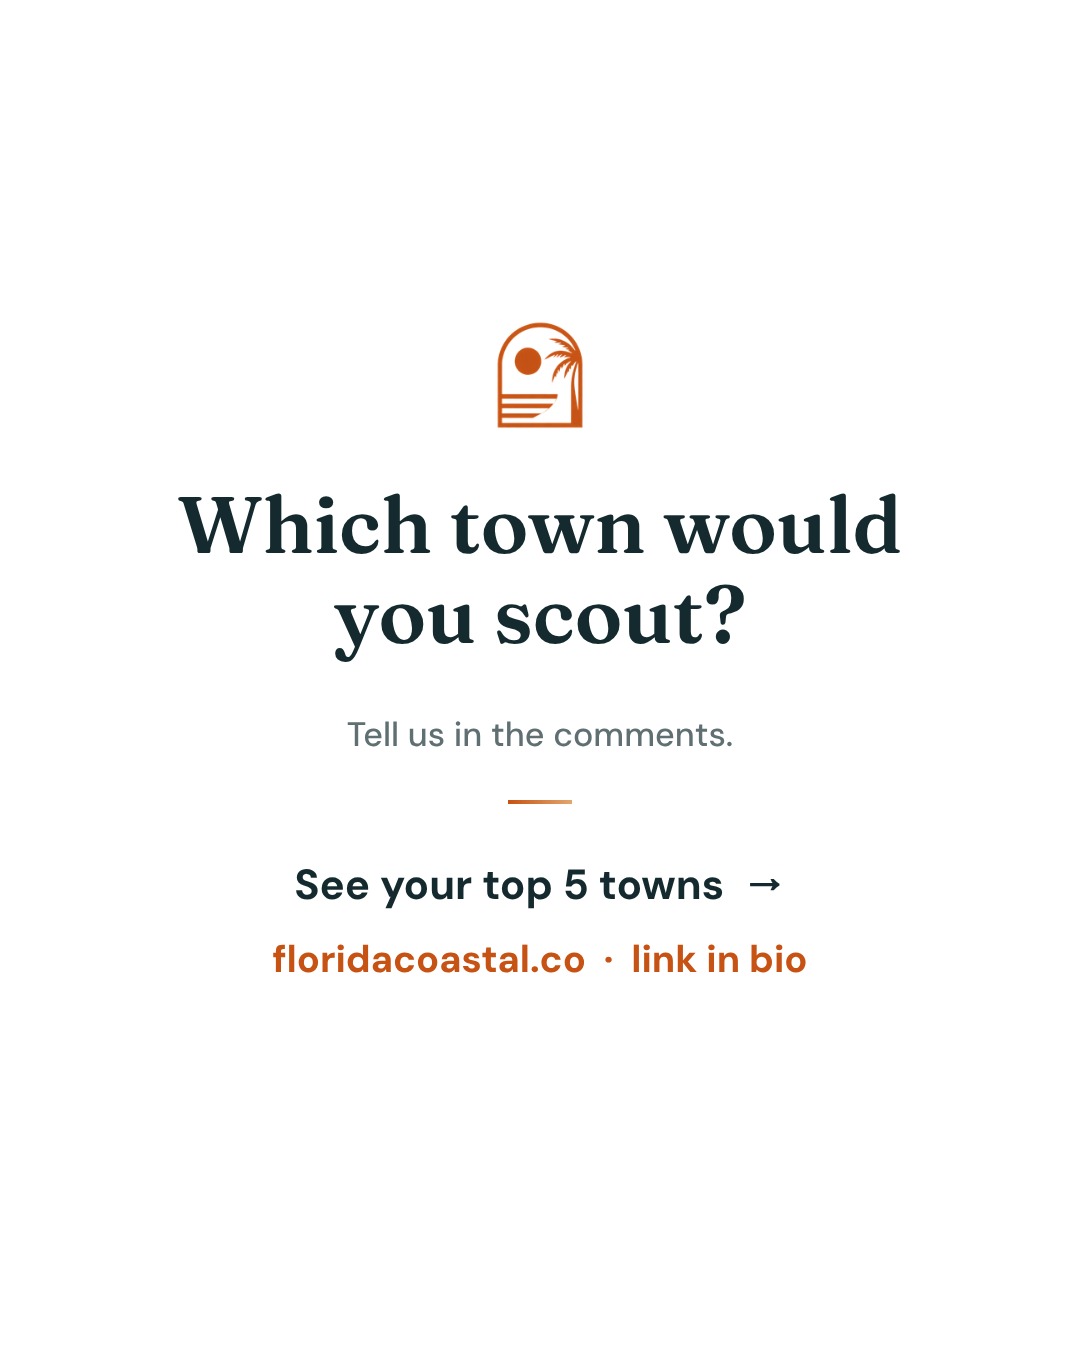 Which town would
you scout?
Tell us in the comments.
See your top 5 towns →
floridacoastal.co · link in bio